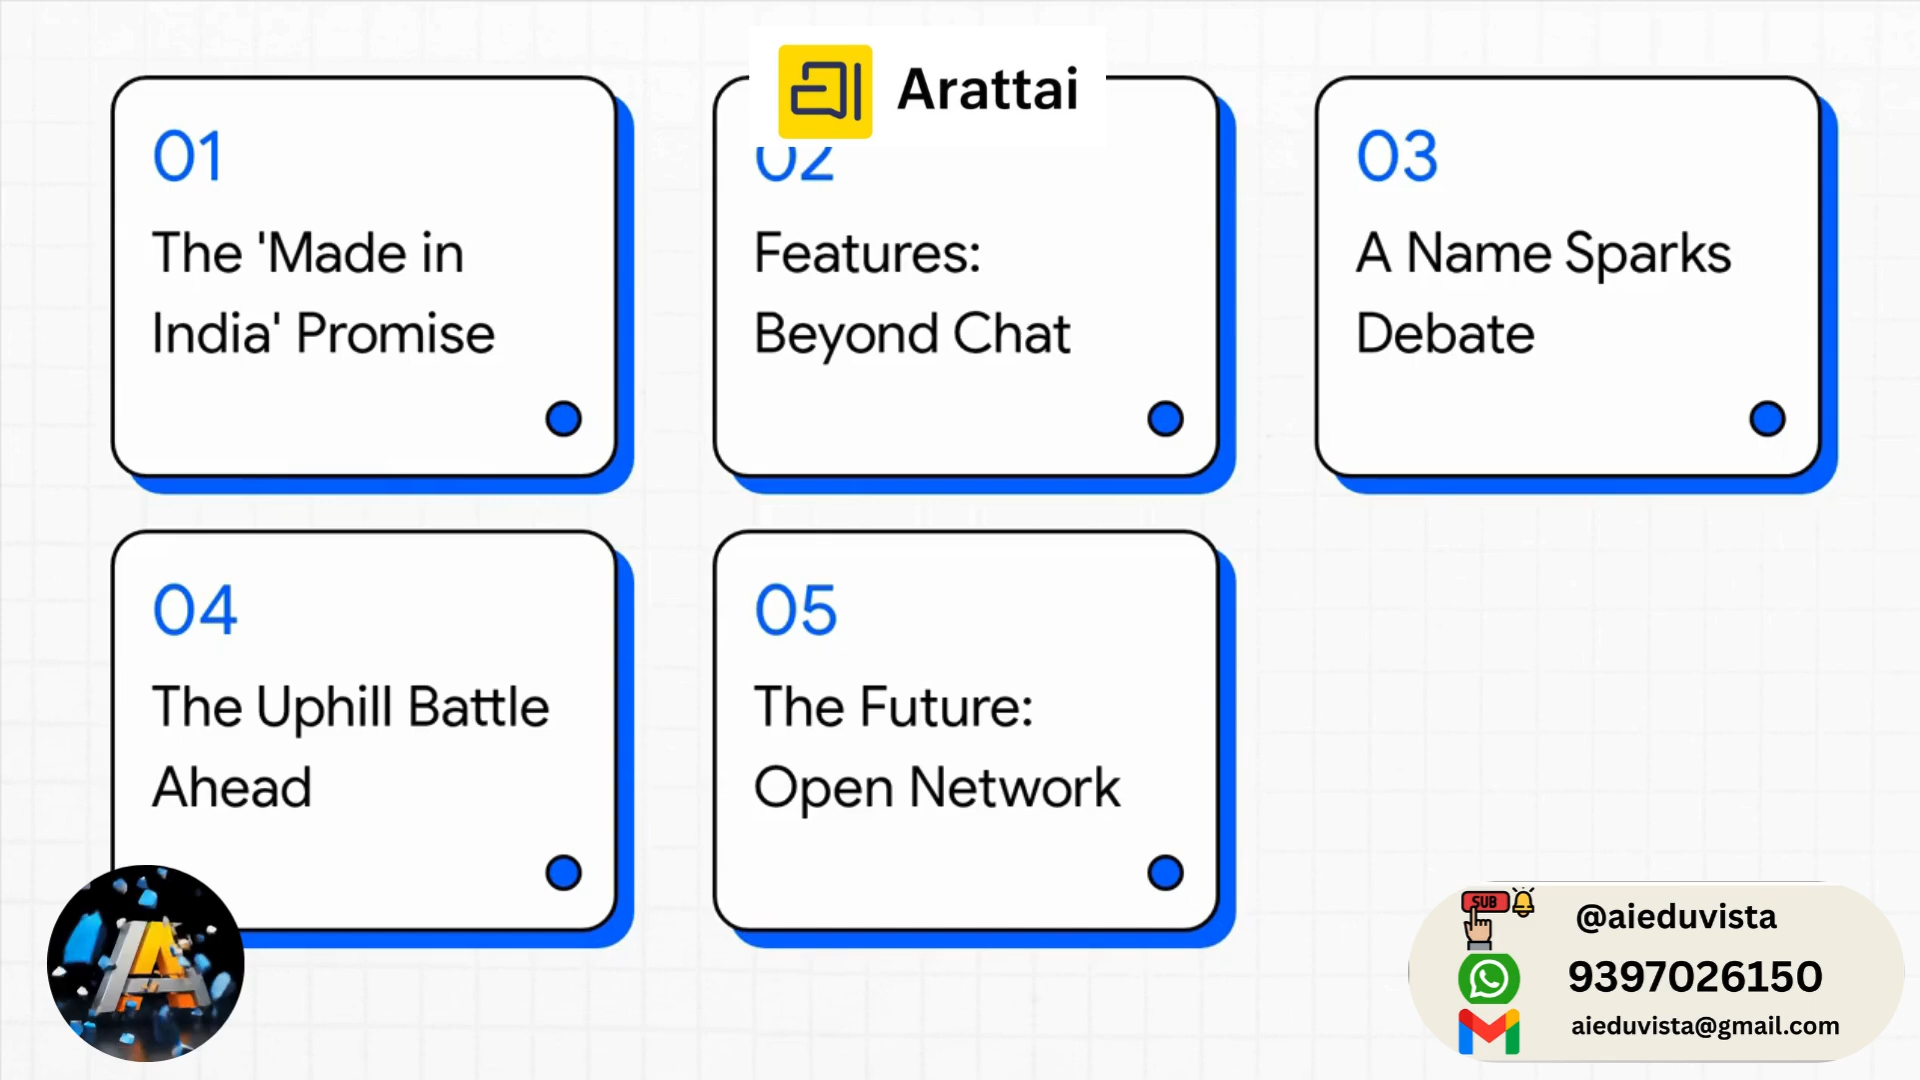 Arattai
01
The 'Made in
India' Promise
02
Features:
Beyond Chat
03
A Name Sparks
Debate
04
The Uphill Battle
Ahead
05
The Future:
Open Network
SUB
@aieduvista
9397026150
aieduvista@gmail.com